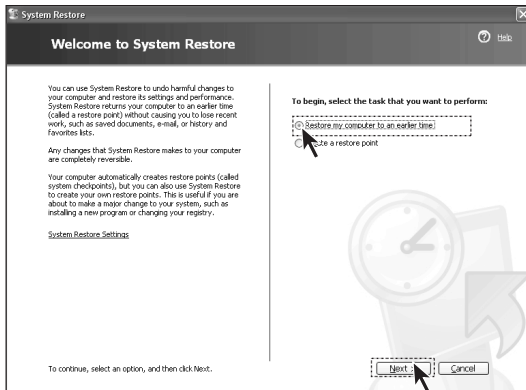 System Restore
Welcome to System Restore
Help
You can use System Restore to undo harmful changes to
your computer and restore its settings and performance.
System Restore returns your computer to an earlier time
(called a restore point) without causing you to lose recent
work, such as saved documents, e-mail, or history and
favorites lists.
Any changes that System Restore makes to your computer
are completely reversible.
Your computer automatically creates restore points (called
system checkpoints), but you can also use System Restore
to create your own restore points. This is useful if you are
about to make a major change to your system, such as
installing a new program or changing your registry.
System Restore Settings
To begin, select the task that you want to perform:
Restore my computer to an earlier time
a restore point
To continue, select an option, and then click Next.
Next >
Cancel